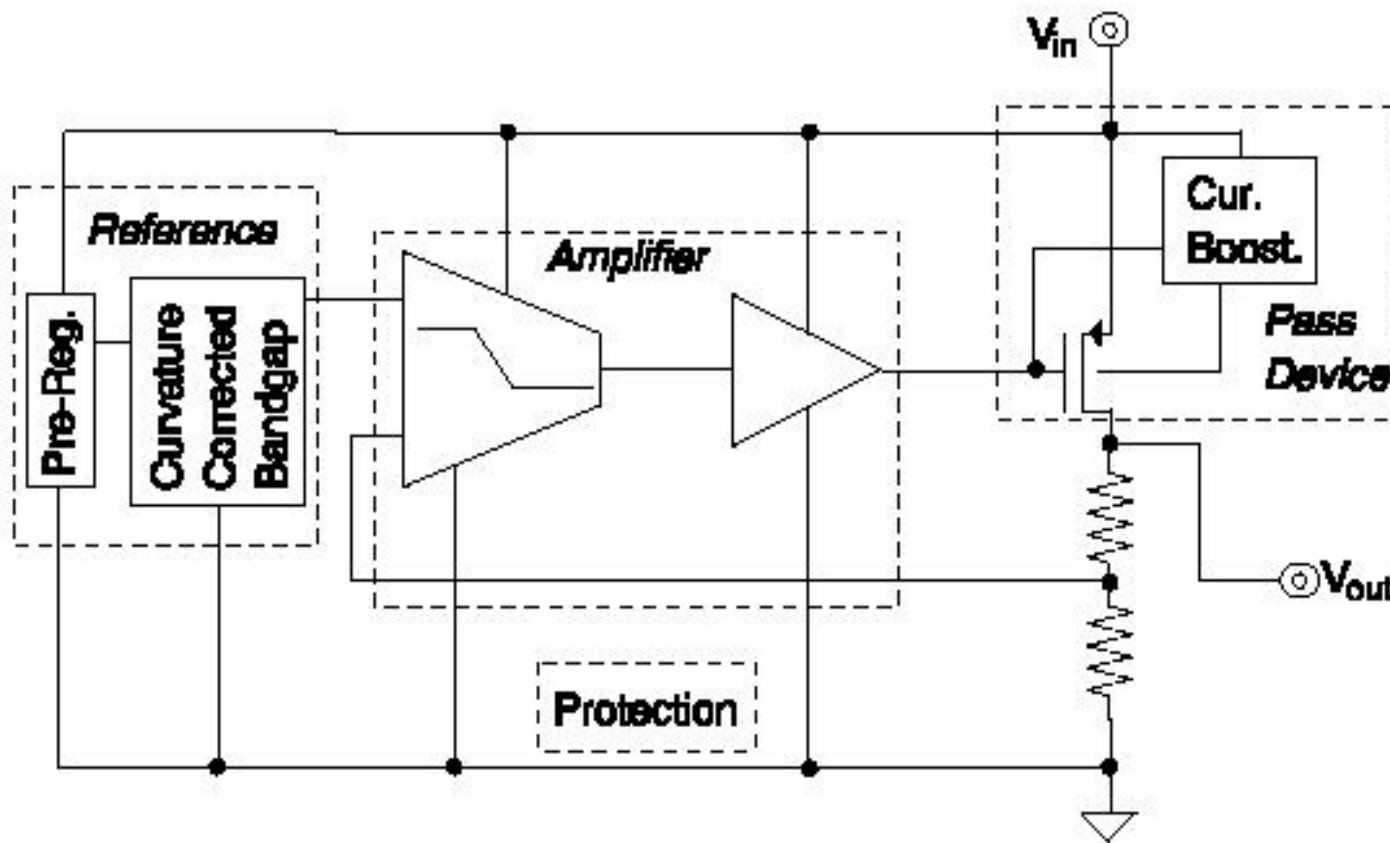 Vin
Reference
Pre-Reg.
Curvature
Corrected
Bandgap
Amplifier
Cur.
Boost.
Pass
Device
Vout
Protection